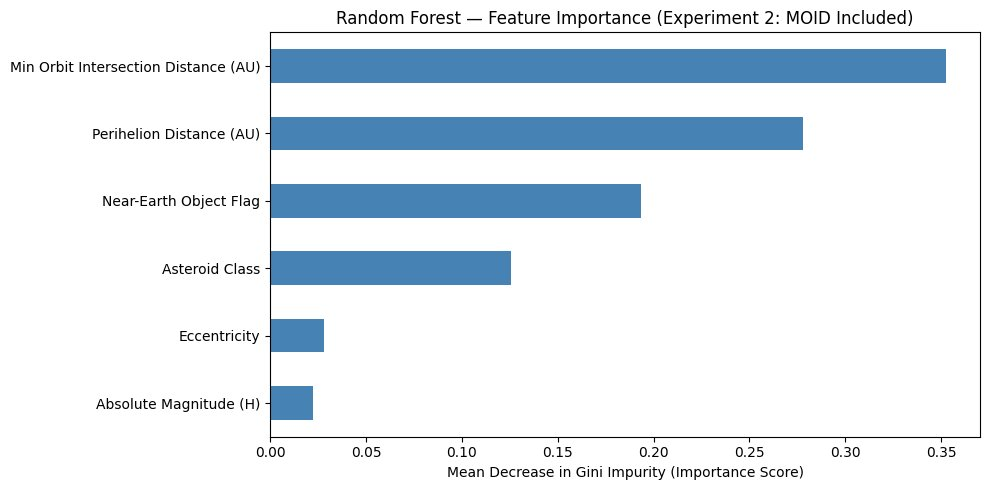 Random Forest — Feature Importance (Experiment 2: MOID Included)
Min Orbit Intersection Distance (AU)
Perihelion Distance (AU)
Near-Earth Object Flag
Asteroid Class
Eccentricity
Absolute Magnitude (H)
0.00 0.05 0.10 0.15 0.20 0.25 0.30 0.35
Mean Decrease in Gini Impurity (Importance Score)